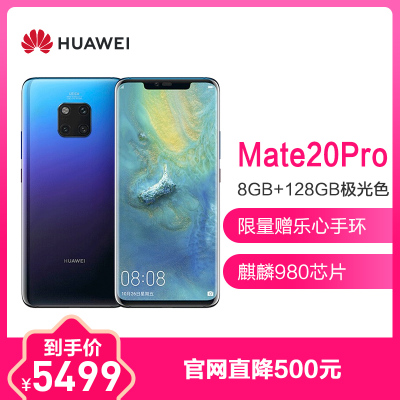 HUAWEI
Mate20Pro
8GB+128GB极光色
限量赠乐心手环
麒麟980芯片
HUAWEI
08:08
到手价
¥5499
官网直降500元